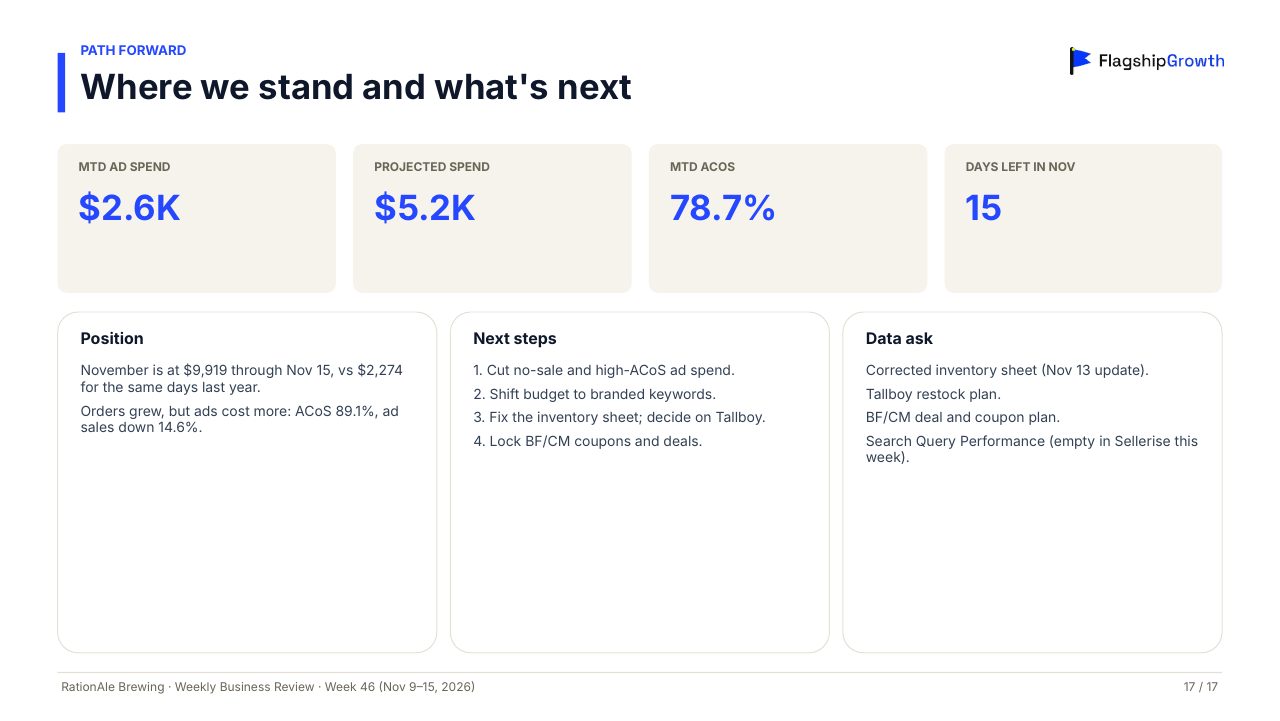 PATH FORWARD
Where we stand and what's next
FlagshipGrowth
MTD AD SPEND
$2.6K
PROJECTED SPEND
$5.2K
MTD ACOS
78.7%
DAYS LEFT IN NOV
15
Position
November is at $9,919 through Nov 15, vs $2,274
for the same days last year.
Orders grew, but ads cost more: ACoS 89.1%, ad
sales down 14.6%.
Next steps
1. Cut no-sale and high-ACoS ad spend.
2. Shift budget to branded keywords.
3. Fix the inventory sheet; decide on Tallboy.
4. Lock BF/CM coupons and deals.
Data ask
Corrected inventory sheet (Nov 13 update).
Tallboy restock plan.
BF/CM deal and coupon plan.
Search Query Performance (empty in Sellerise this
week).
RationAle Brewing · Weekly Business Review · Week 46 (Nov 9–15, 2026)
17 / 17